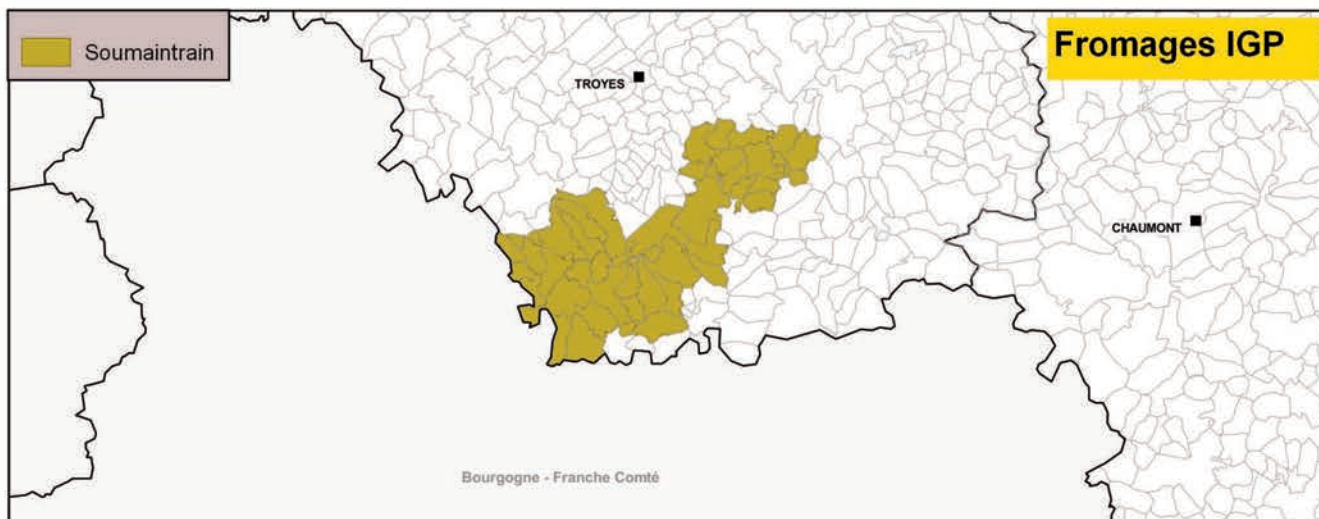 Soumaintrain
Fromages IGP
TROYES
CHAUMONT
Bourgogne - Franche Comté